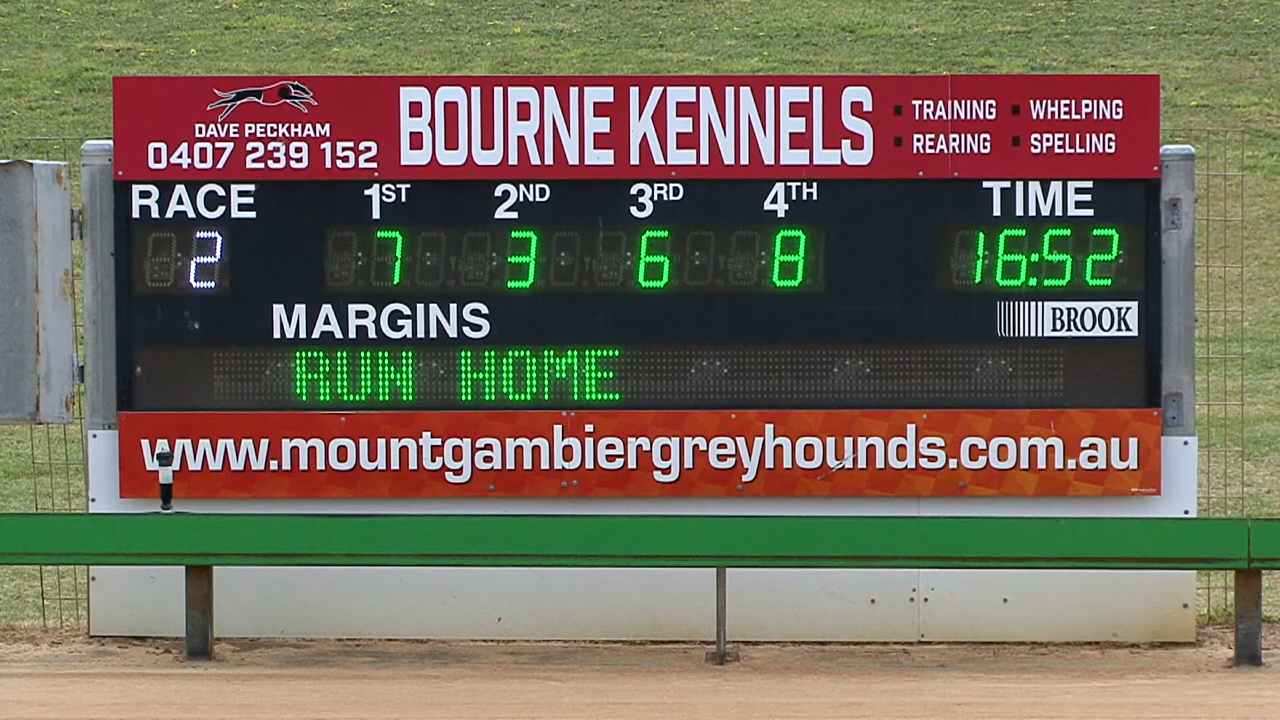 BOURNE KENNELS
DAVE PECKHAM
0407 239 152
TRAINING WHELPING
REARING SPELLING
RACE 1ST 2ND 3RD 4TH TIME
2 7 3 6 8 16:52
MARGINS
BROOK
RUN HOME
www.mountgambiergreyhounds.com.au